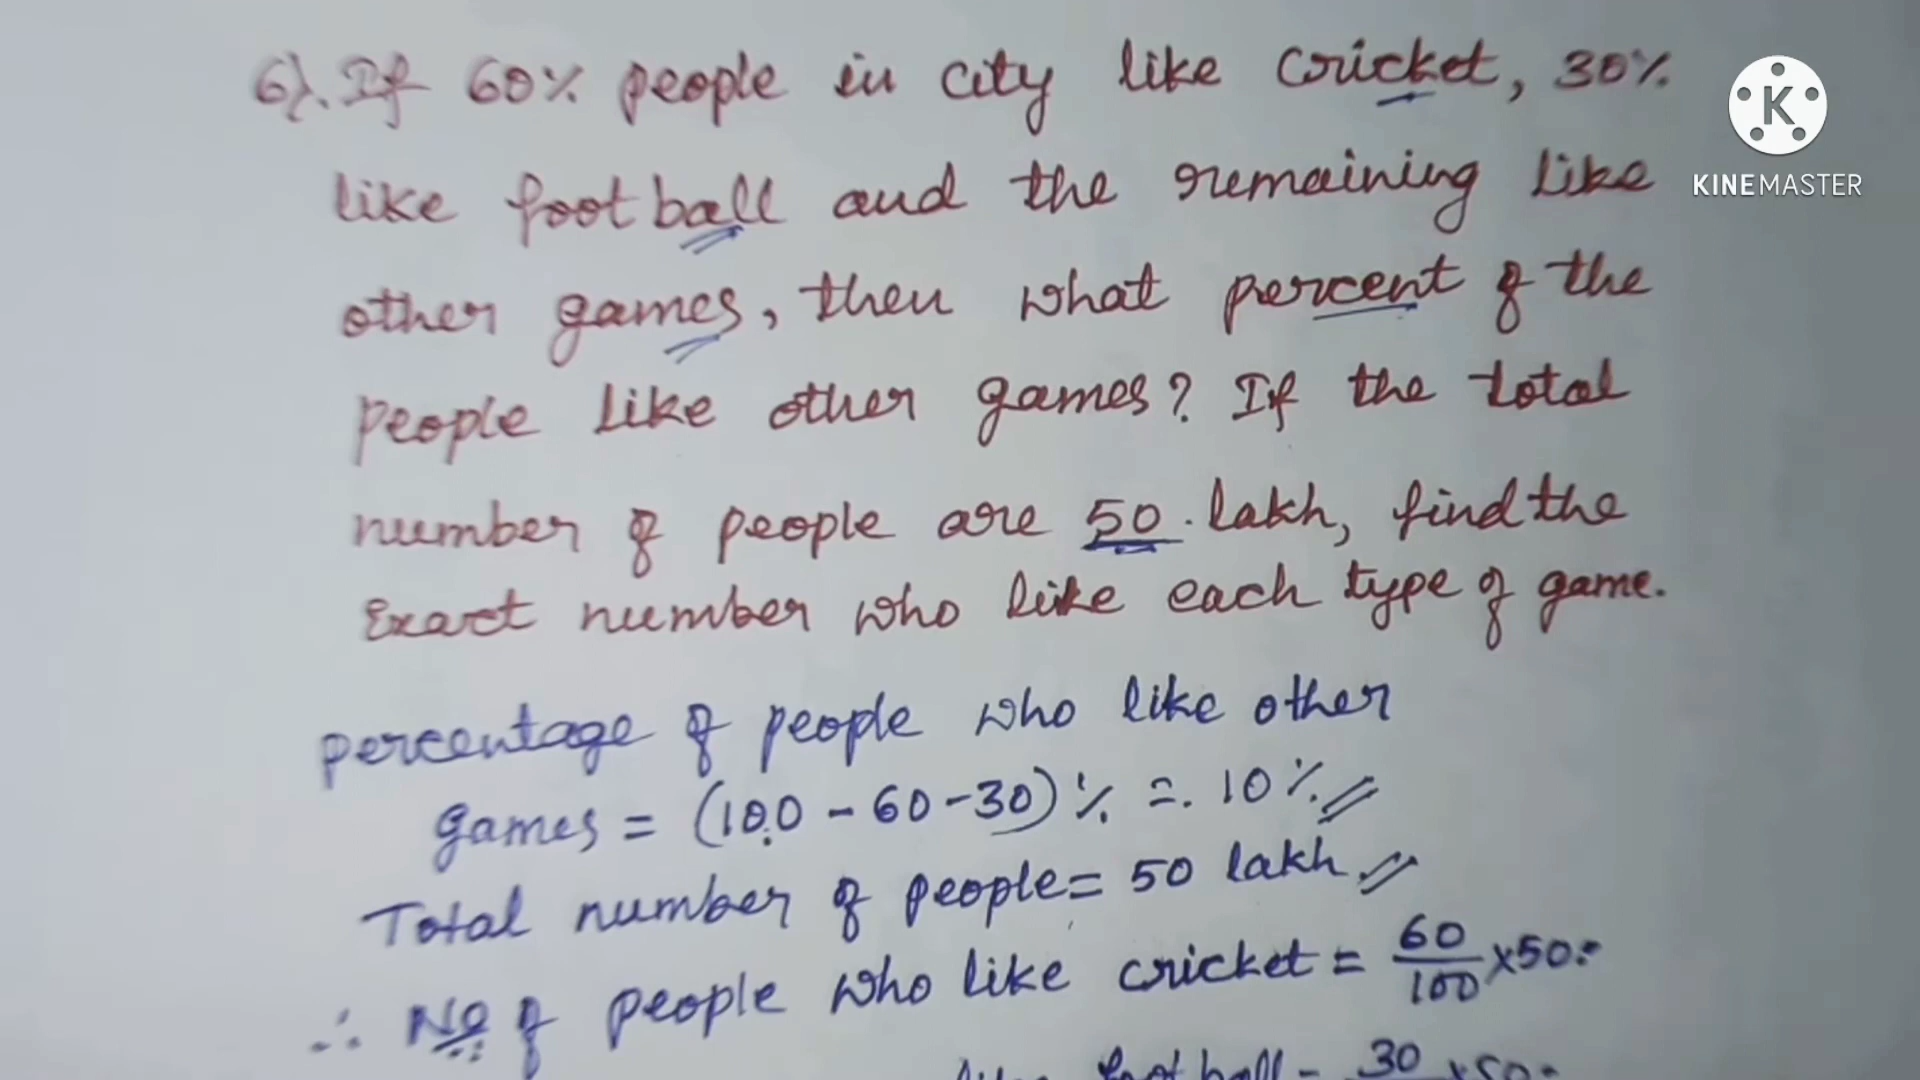 6). If 60% people in city like cricket, 30%
like football and the remaining like
other games, then what percent of the
people like other games? If the total
number of people are 50 lakh, find the
Exact number who like each type of game.
percentage of people who like other
games = (100 - 60 - 30) % = 10%
Total number of people = 50 lakh
∴ No of people who like cricket = 60/100 × 50
football = 30 × 50
K
KINEMASTER